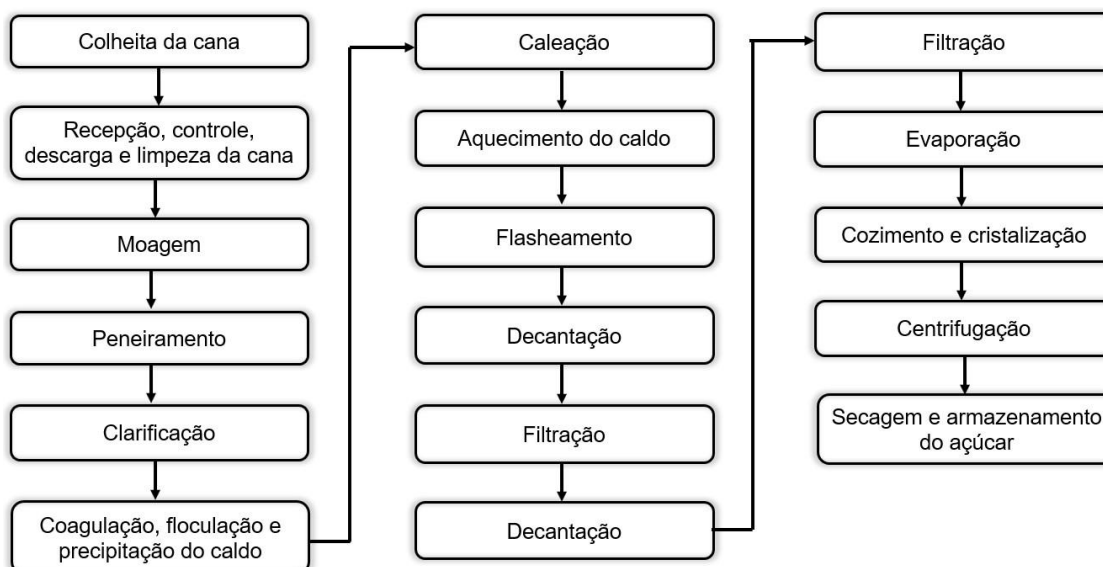 Colheita da cana
Recepção, controle,
descarga e limpeza da cana
Moagem
Peneiramento
Clarificação
Coagulação, floculação e
precipitação do caldo
Caleação
Aquecimento do caldo
Flasheamento
Decantação
Filtração
Decantação
Filtração
Evaporação
Cozimento e cristalização
Centrifugação
Secagem e armazenamento
do açúcar